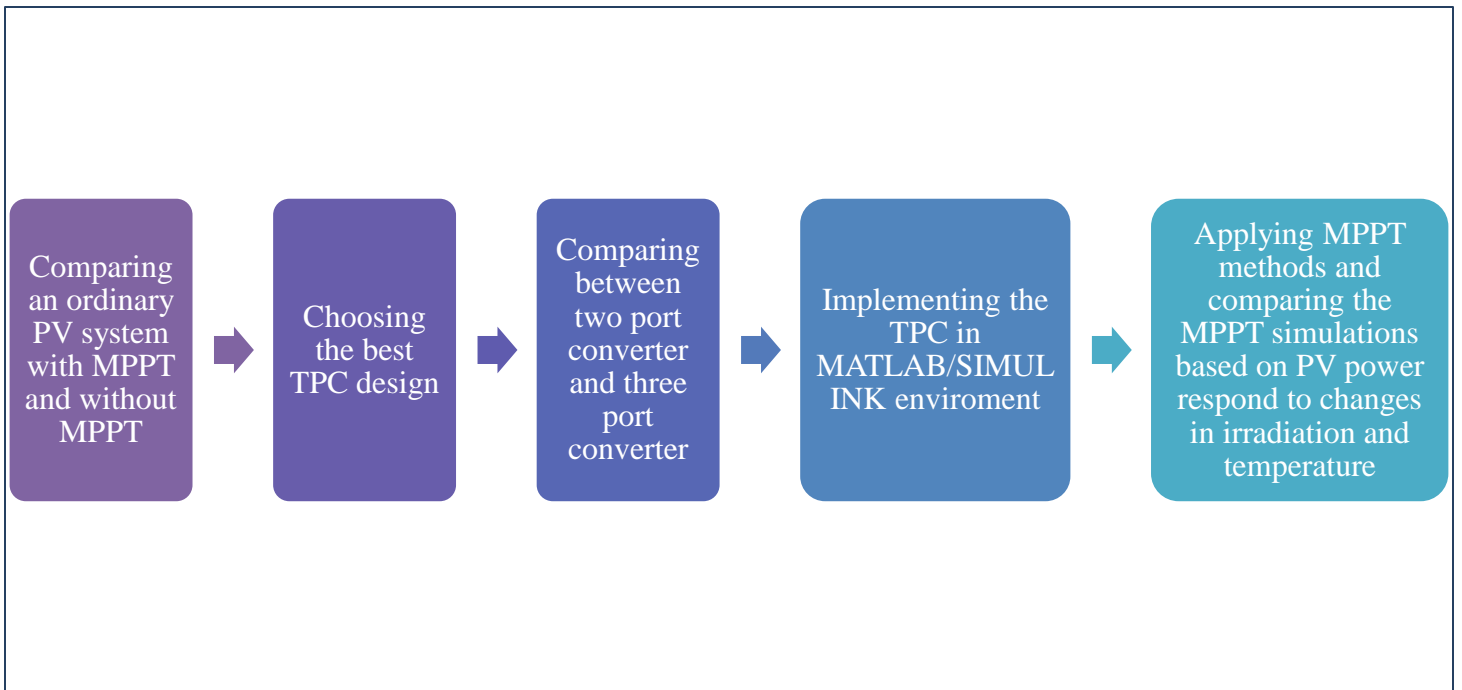 Comparing
an ordinary
PV system
with MPPT
and without
MPPT
Choosing
the best
TPC design
Comparing
between
two port
converter
and three
port
converter
Implementing the
TPC in
MATLAB/SIMUL
INK enviroment
Applying MPPT
methods and
comparing the
MPPT simulations
based on PV power
respond to changes
in irradiation and
temperature